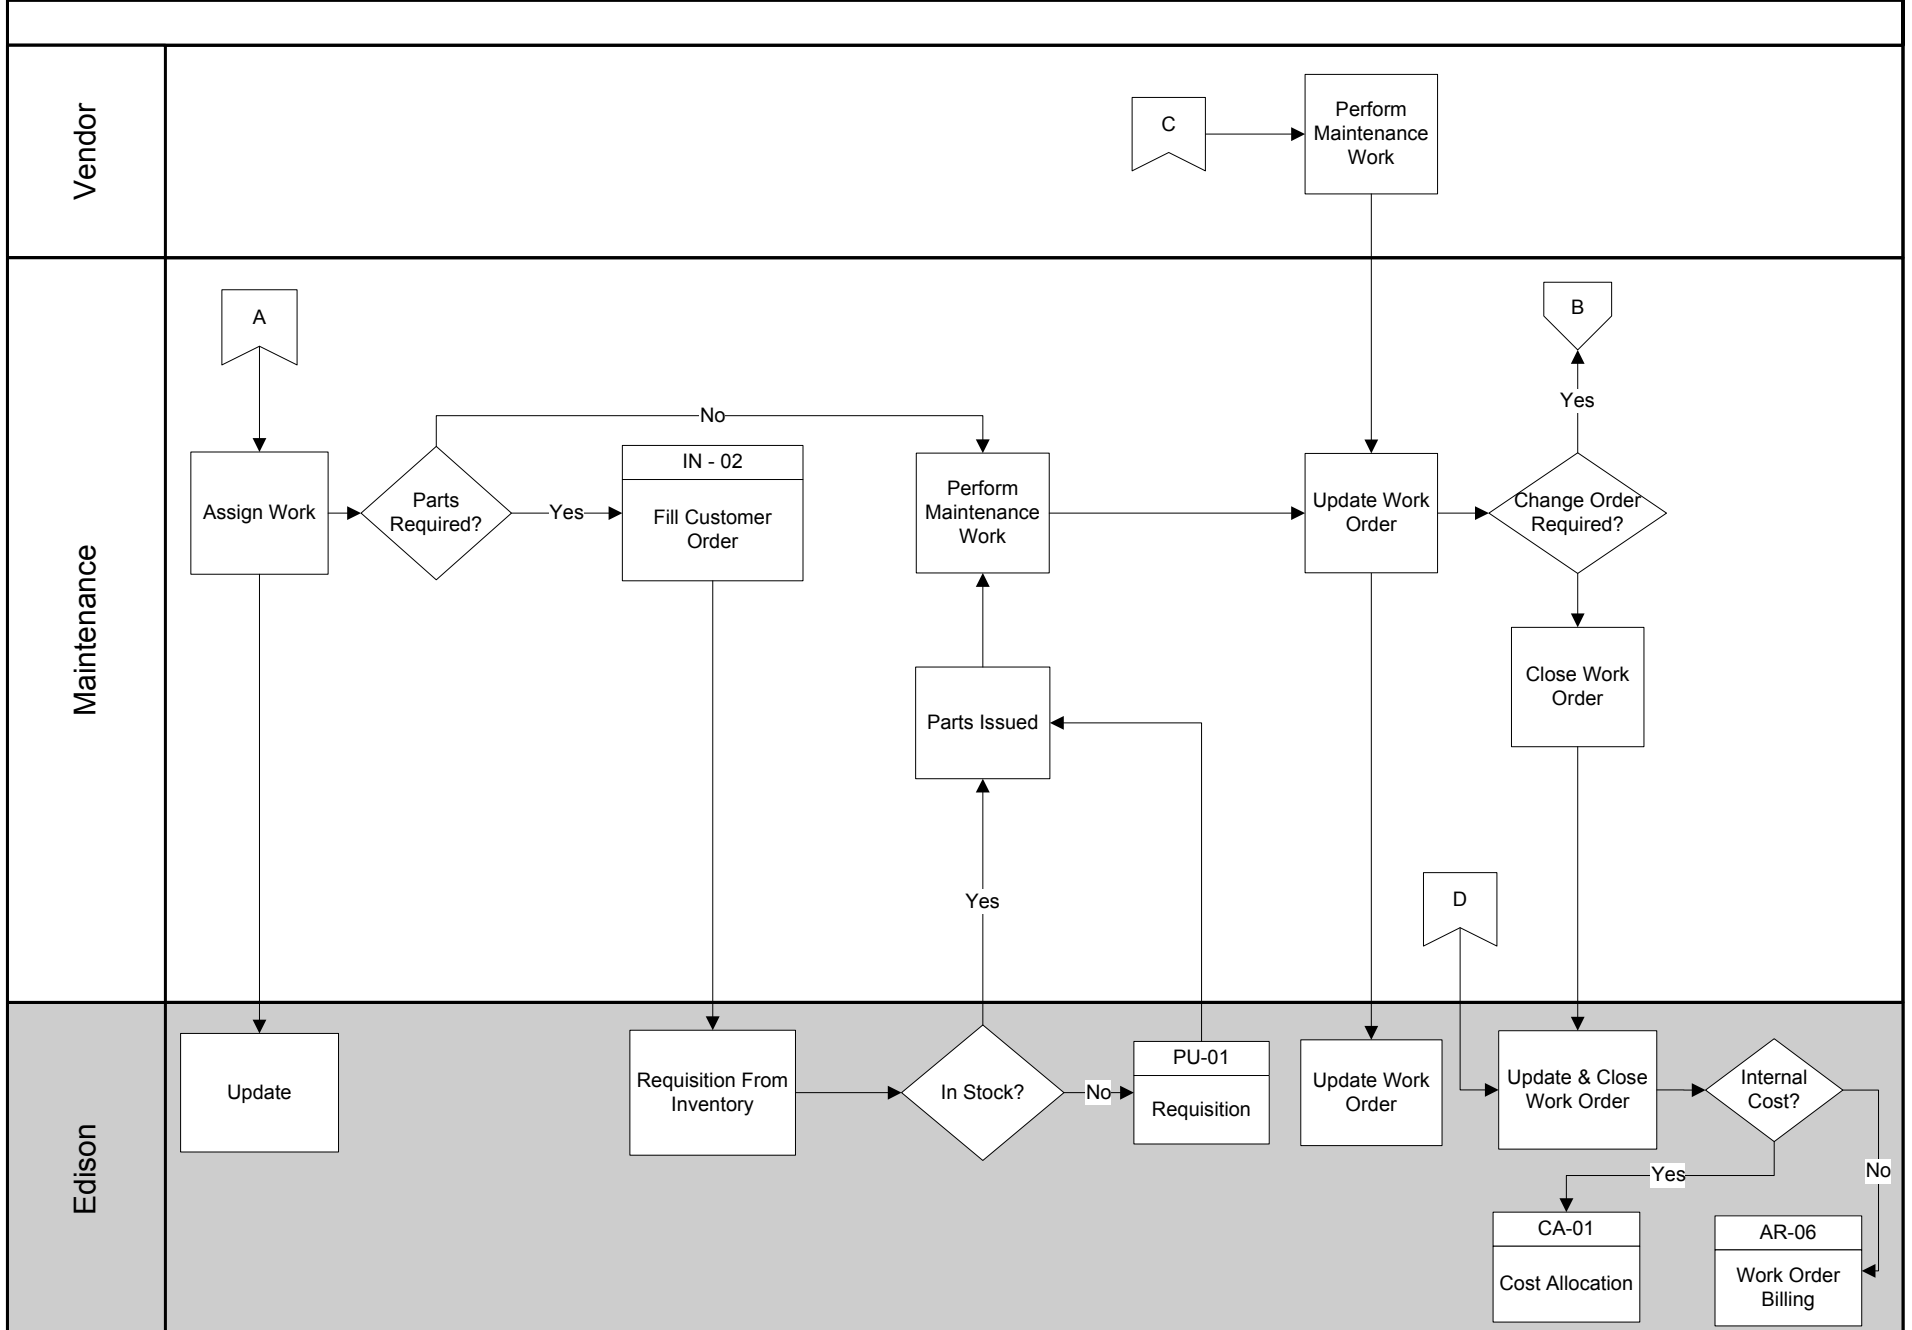 Vendor
C
Perform
Maintenance
Work
Maintenance
A
B
Yes
No
Assign Work
Parts
Required?
Yes
IN - 02
Fill Customer
Order
Perform
Maintenance
Work
Update Work
Order
Change Order
Required?
Close Work
Order
Parts Issued
Yes
D
Edison
Update
Requisition From
Inventory
In Stock?
No
PU-01
Requisition
Update Work
Order
Update & Close
Work Order
Internal
Cost?
Yes
No
CA-01
Cost Allocation
AR-06
Work Order
Billing